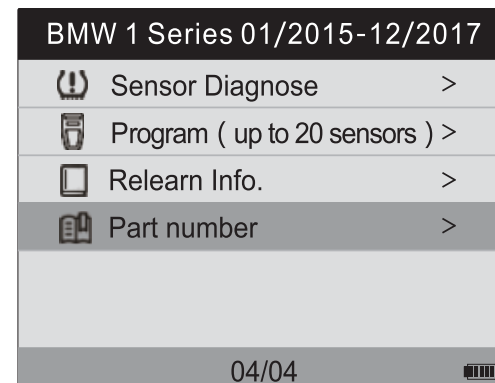 BMW 1 Series 01/2015-12/2017
Sensor Diagnose >
Program ( up to 20 sensors ) >
Relearn Info. >
Part number >
04/04